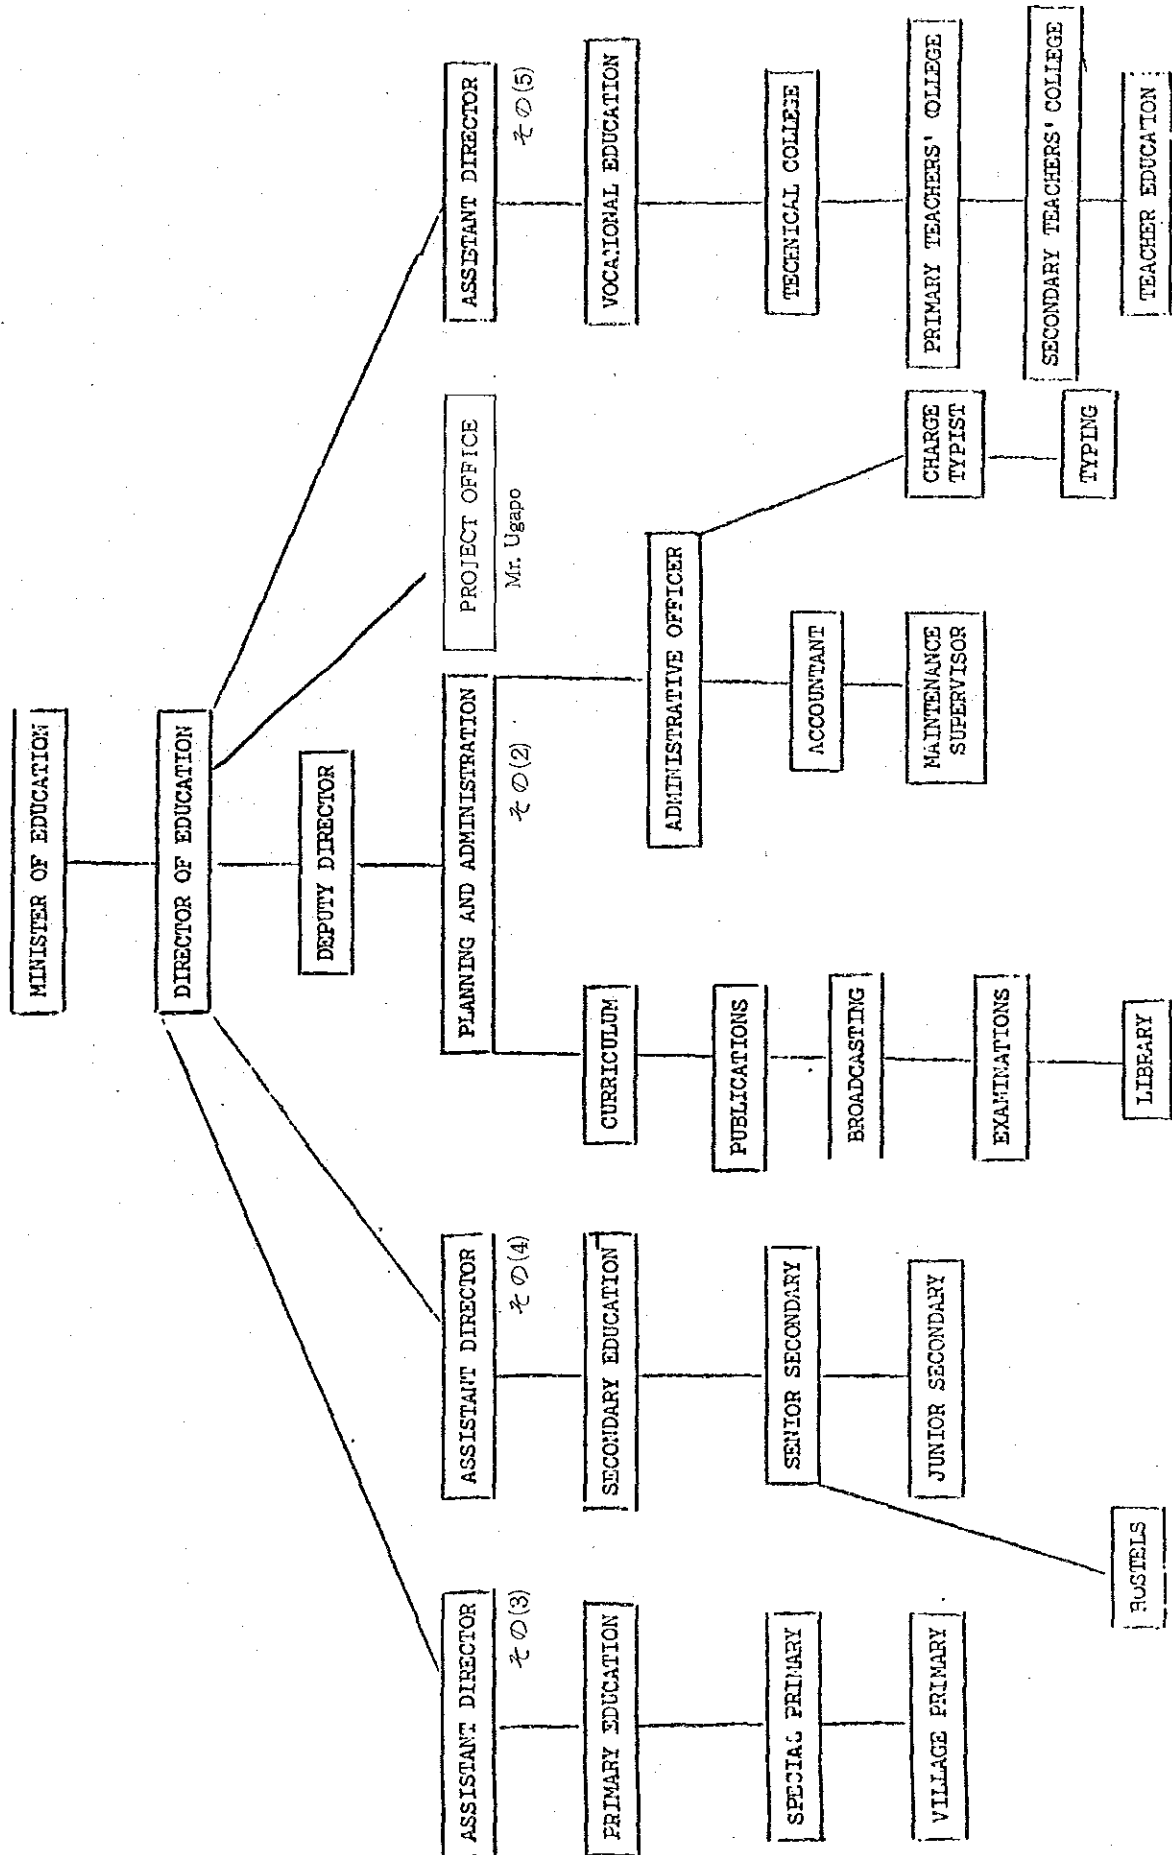 MINISTER OF EDUCATION
DIRECTOR OF EDUCATION
DEPUTY DIRECTOR
ASSISTANT DIRECTOR
その(3)
ASSISTANT DIRECTOR
その(4)
PLANNING AND ADMINISTRATION
その(2)
PROJECT OFFICE
Mr. Ugapo
ASSISTANT DIRECTOR
その(5)
PRIMARY EDUCATION
SECONDARY EDUCATION
CURRICULUM
VOCATIONAL EDUCATION
ADMINISTRATIVE OFFICER
PUBLICATIONS
SPECIAL PRIMARY
SENIOR SECONDARY
BROADCASTING
ACCOUNTANT
TECHNICAL COLLEGE
VILLAGE PRIMARY
JUNIOR SECONDARY
EXAMINATIONS
MAINTENANCE
SUPERVISOR
CHARGE
TYPIST
PRIMARY TEACHERS' COLLEGE
SECONDARY TEACHERS' COLLEGE
TYPING
HOSTELS
LIBRARY
TEACHER EDUCATION